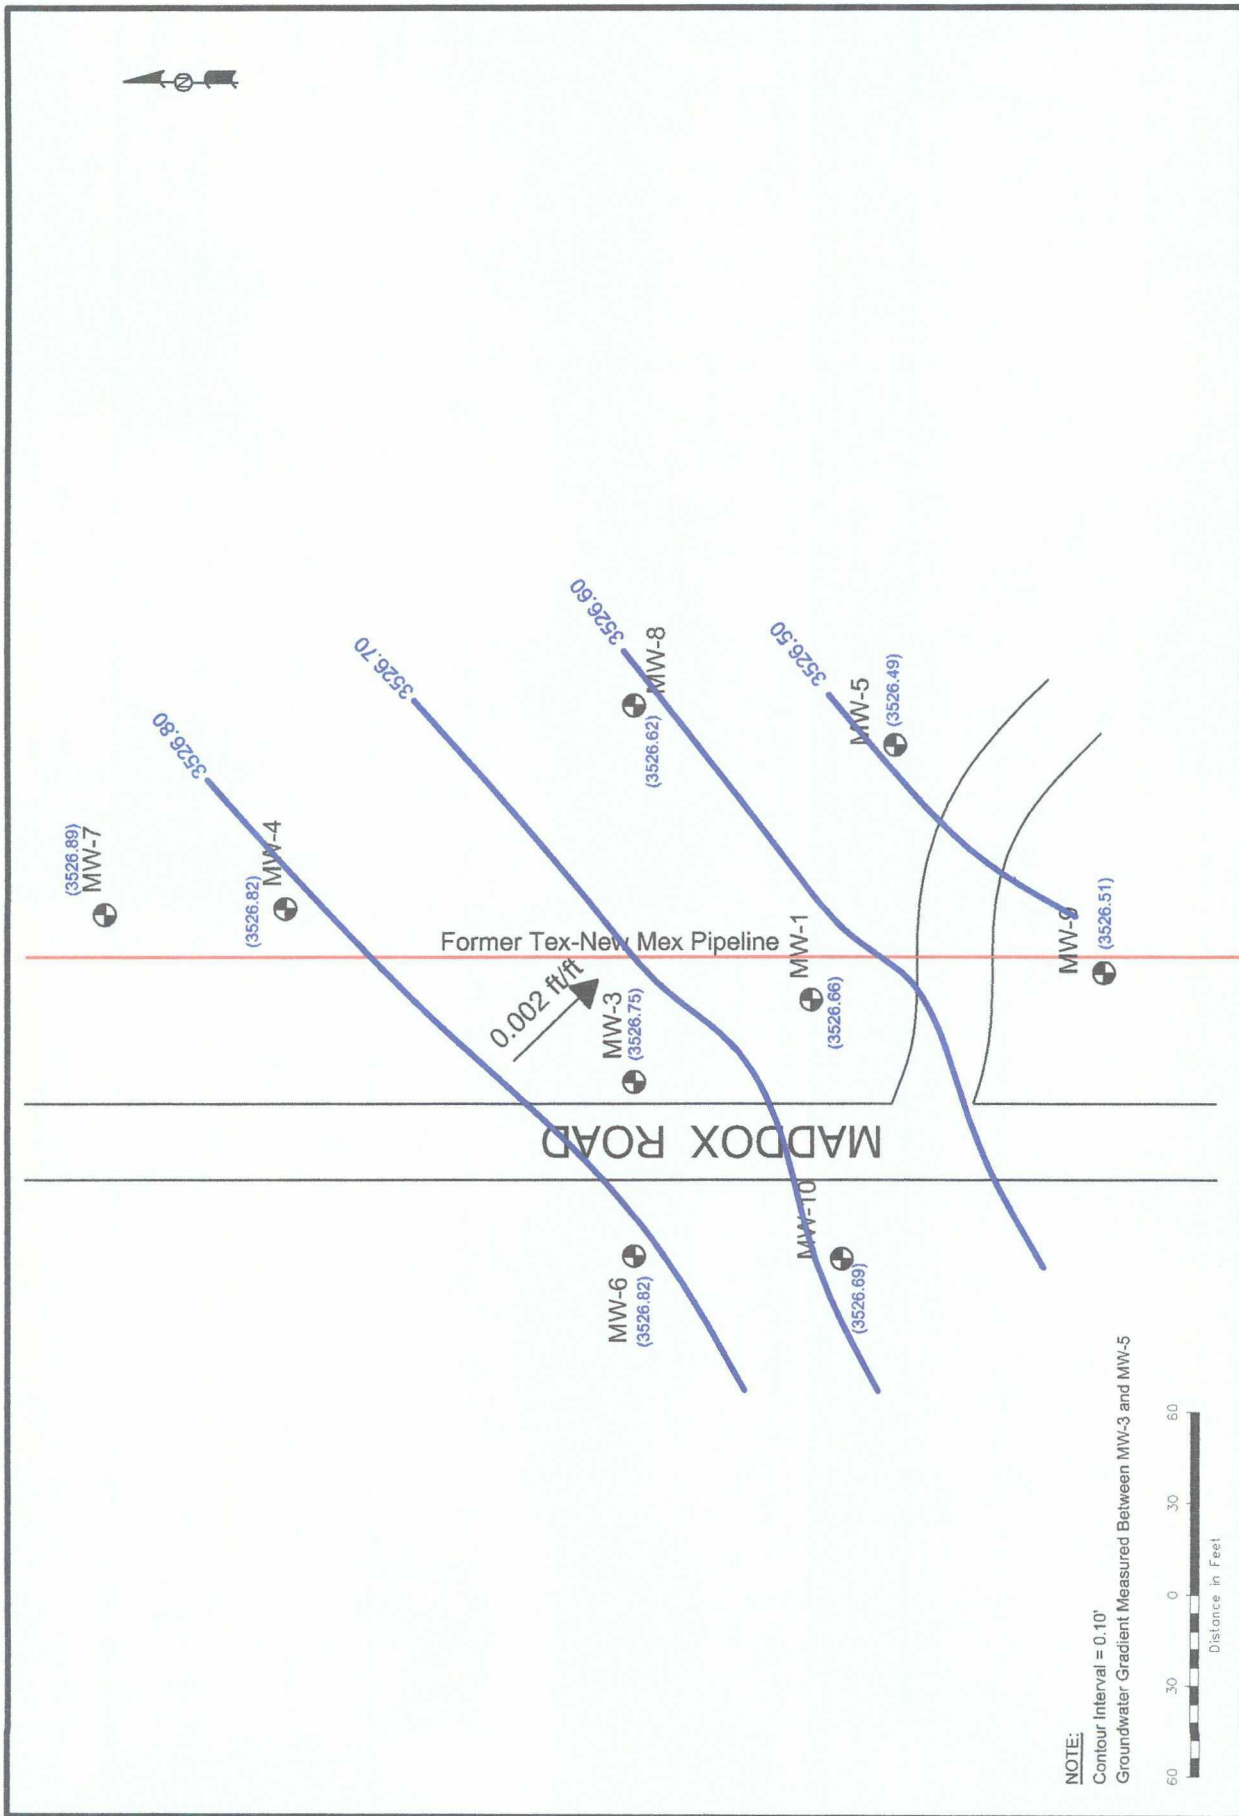 N
(3526.89)
MW-7
3526.80
(3526.82)
MW-4
3526.70
Former Tex-New Mex Pipeline
0.002 ft/ft
3526.60
MW-8
(3526.62)
MW-3
(3526.75)
MADDOX ROAD
MW-6
(3526.82)
MW-1
(3526.66)
3526.50
MW-5
(3526.49)
MW-10
(3526.69)
MW-9
(3526.51)
NOTE:
Contour Interval = 0.10'
Groundwater Gradient Measured Between MW-3 and MW-5
60 30 0 30 60
Distance in Feet